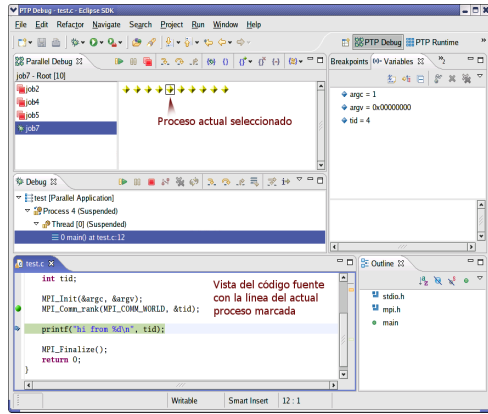 PTP Debug - test.c - Eclipse SDK
File Edit Refactor Navigate Search Project Run Window Help
PTP Debug PTP Runtime »
Parallel Debug
job7 - Root [10]
job2
job4
job5
job7
Proceso actual seleccionado
Breakpoints (x)= Variables »2
argc = 1
argv = 0x00000000
tid = 4
Debug
test [Parallel Application]
Process 4 (Suspended)
Thread [0] (Suspended)
0 main() at test.c:12
test.c
int tid;
MPI_Init(&argc, &argv);
MPI_Comm_rank(MPI_COMM_WORLD, &tid);
printf("hi from %d\n", tid);
MPI_Finalize();
return 0;
}
Vista del código fuente
con la linea del actual
proceso marcada
Outline
stdio.h
mpi.h
main
Writable Smart Insert 12 : 1